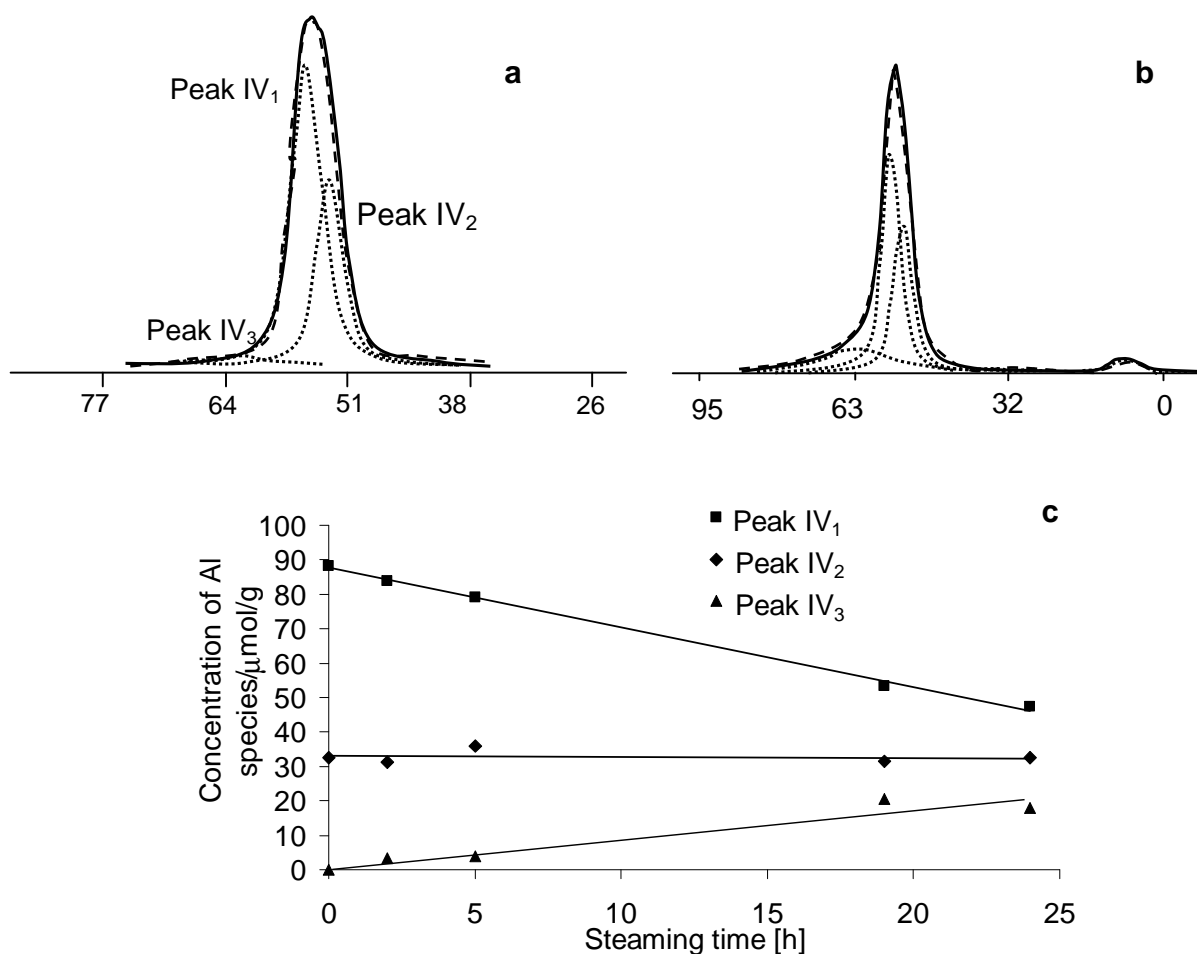 a
Peak IV₁
Peak IV₂
Peak IV₃
77 64 51 38 26
b
95 63 32 0
c
Peak IV₁
Peak IV₂
Peak IV₃
Concentration of Al
species/μmol/g
100
90
80
70
60
50
40
30
20
10
0
0 5 10 15 20 25
Steaming time [h]